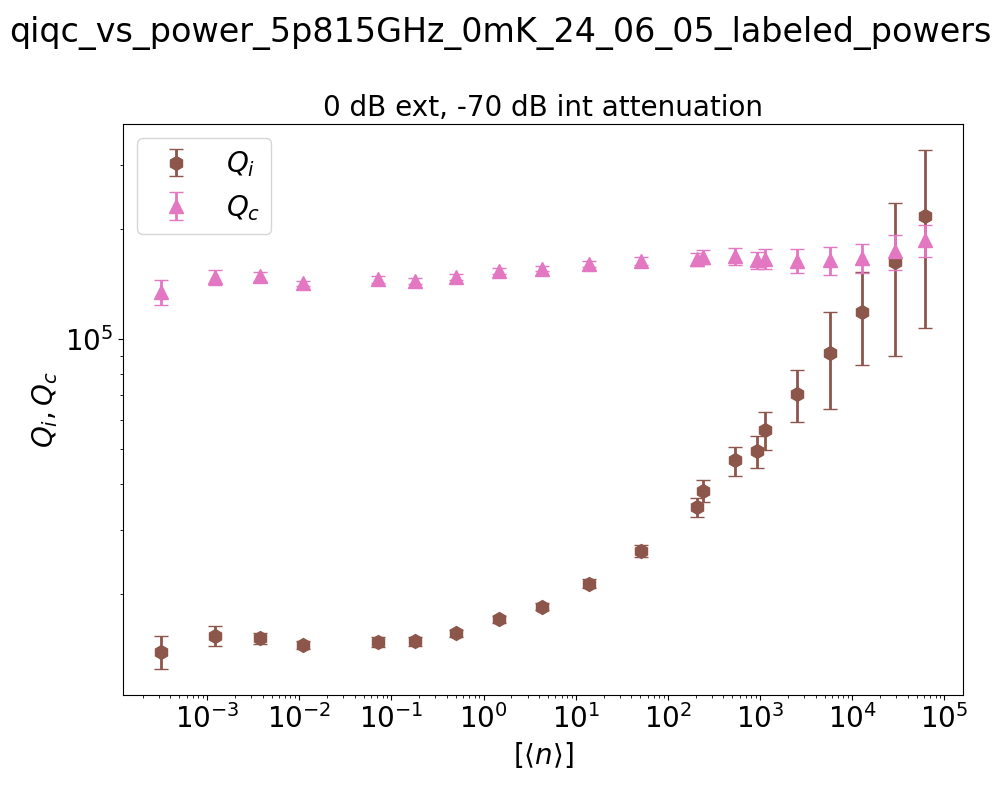 qiqc_vs_power_5p815GHz_0mK_24_06_05_labeled_powers
0 dB ext, -70 dB int attenuation
Q_i
Q_c
10^5
Q_i, Q_c
10^-3 10^-2 10^-1 10^0 10^1 10^2 10^3 10^4 10^5
[⟨n⟩]